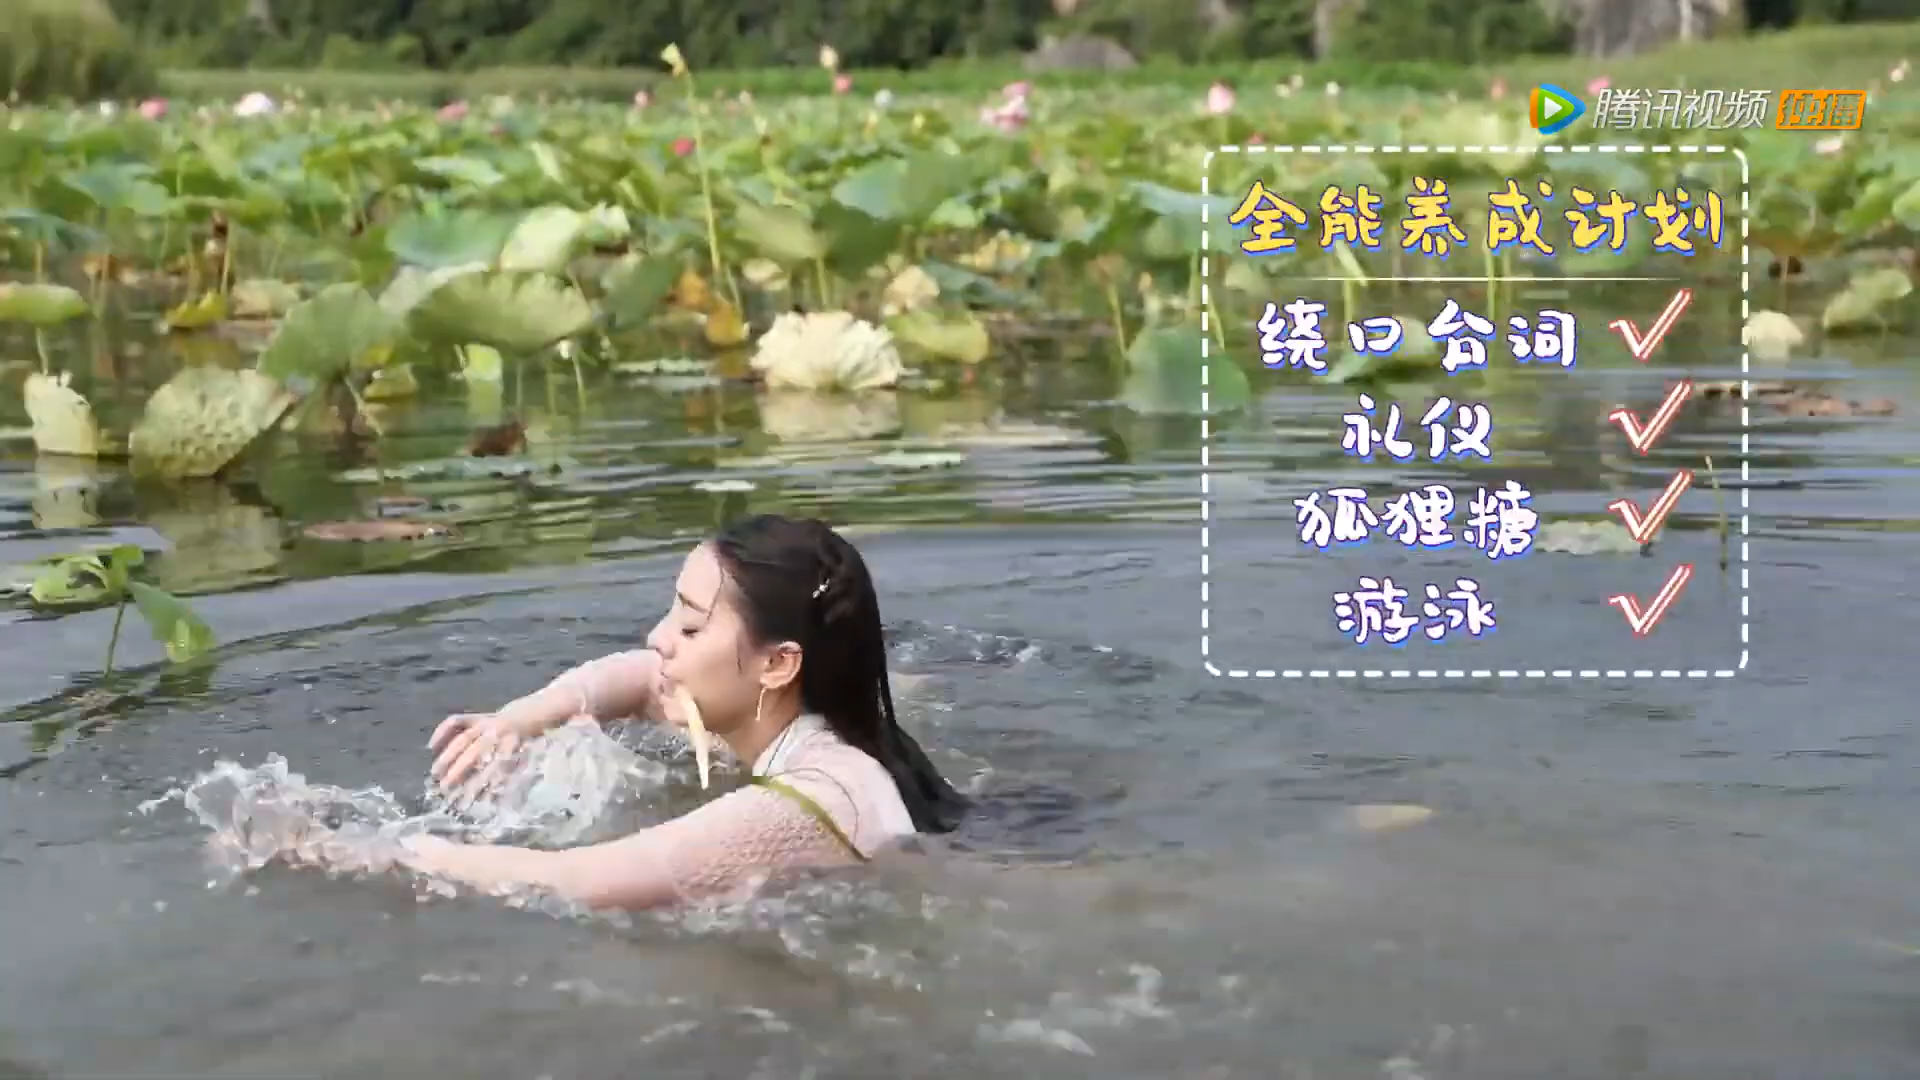 腾讯视频 独播
全能养成计划
绕口台词
礼仪
狐狸糖
游泳